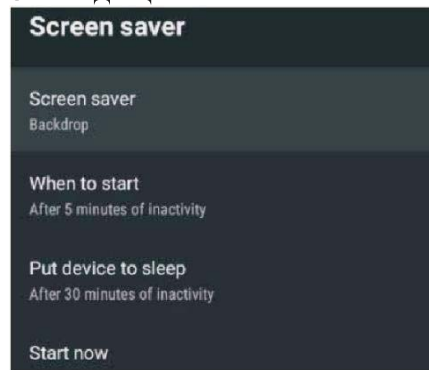 Screen saver
Screen saver
Backdrop
When to start
After 5 minutes of inactivity
Put device to sleep
After 30 minutes of inactivity
Start now